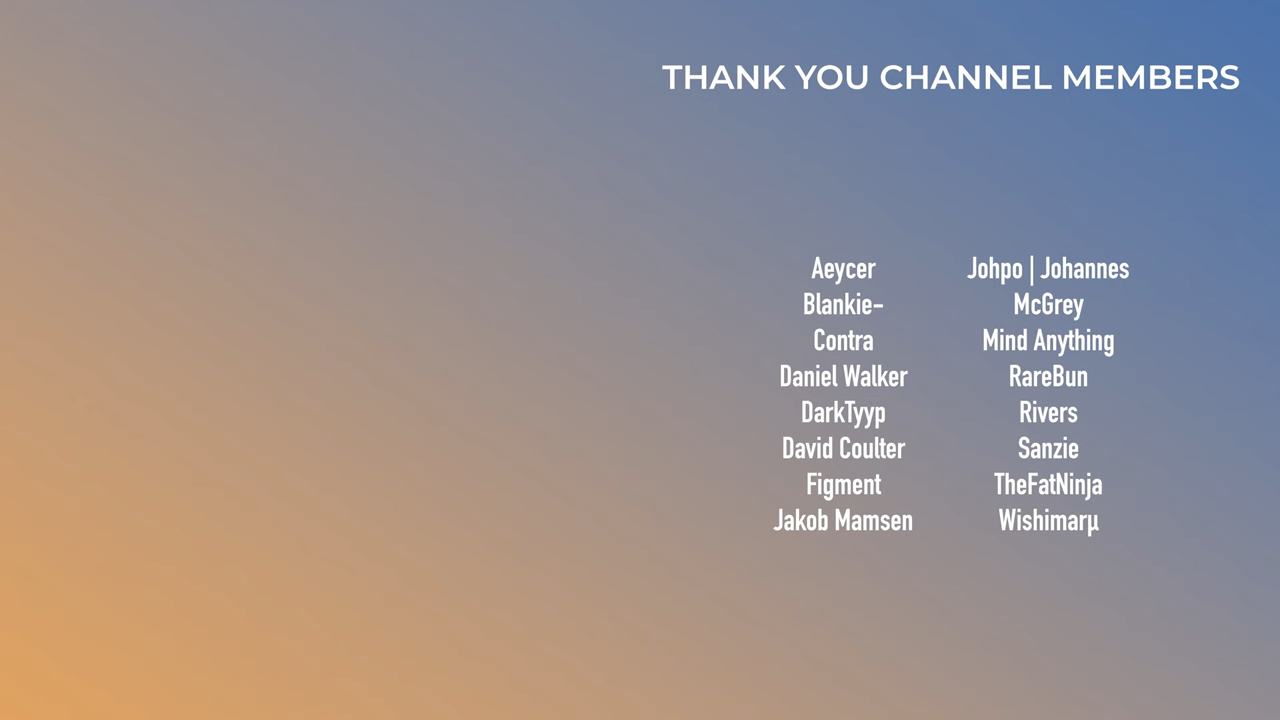 THANK YOU CHANNEL MEMBERS
Aeycer
Blankie-
Contra
Daniel Walker
DarkTyyp
David Coulter
Figment
Jakob Mamsen
Johpo | Johannes
McGrey
Mind Anything
RareBun
Rivers
Sanzie
TheFatNinja
Wishimarµ